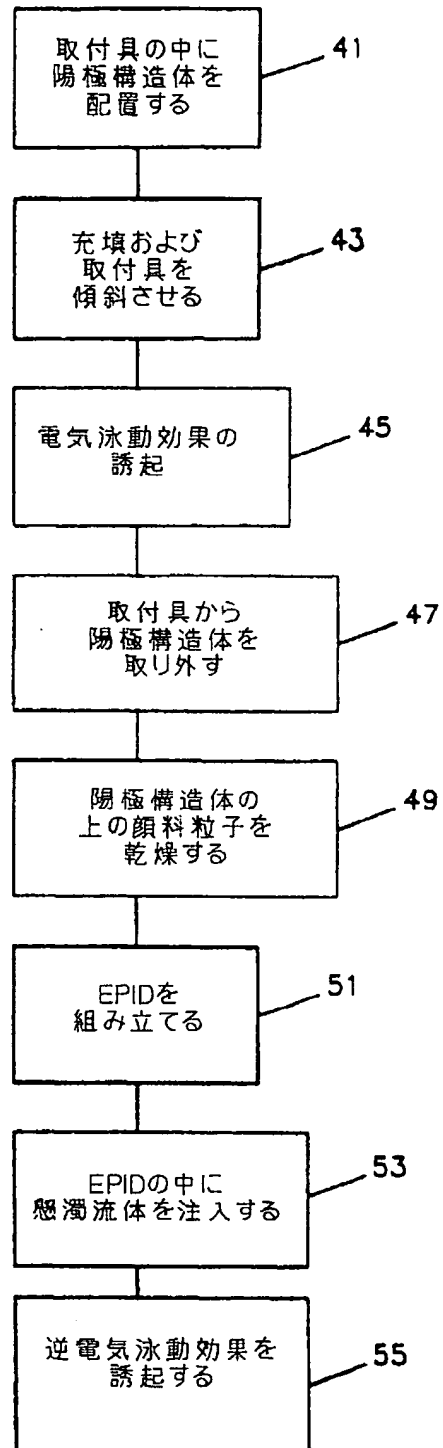 取付具の中に
陽極構造体を
配置する
41
充填および
取付具を
傾斜させる
43
電気泳動効果の
誘起
45
取付具から
陽極構造体を
取り外す
47
陽極構造体の
上の顔料粒子を
乾燥する
49
EPIDを
組み立てる
51
EPIDの中に
懸濁流体を注入する
53
逆電気泳動効果を
誘起する
55